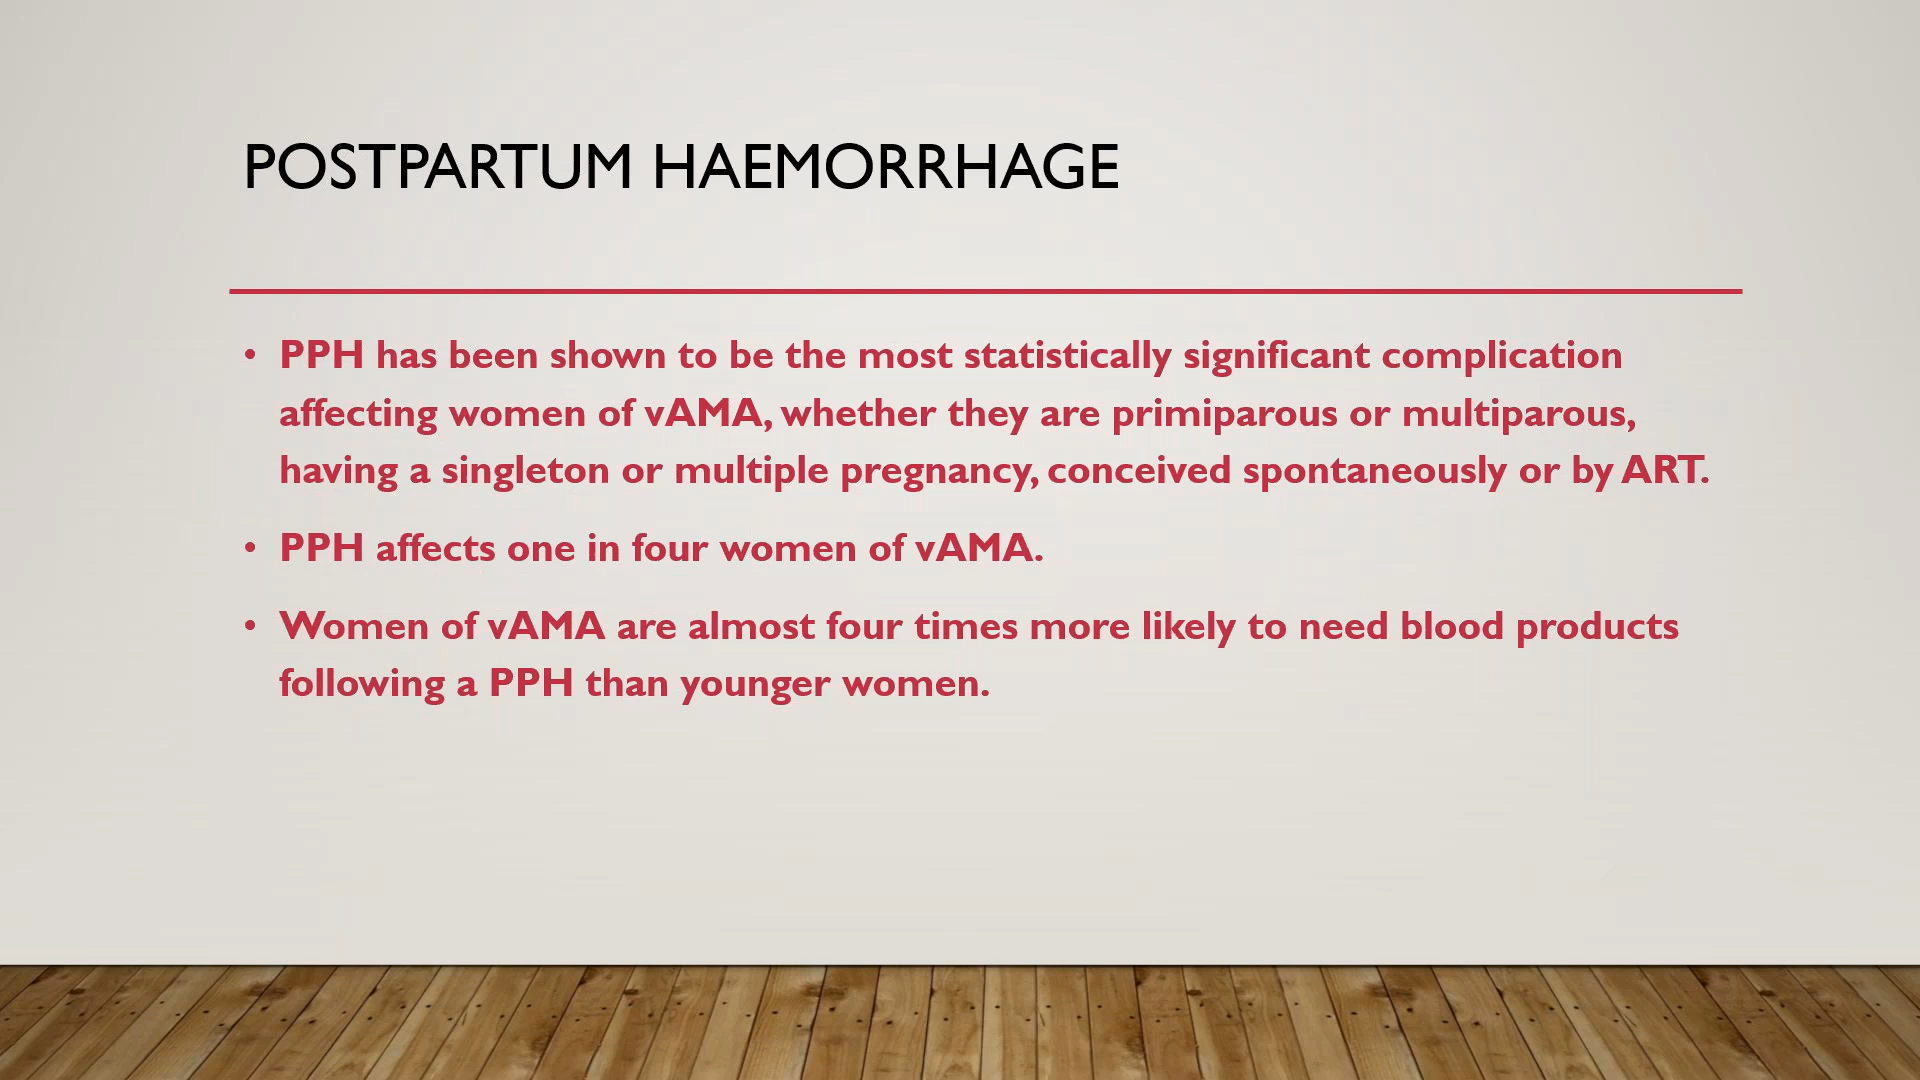 POSTPARTUM HAEMORRHAGE
• PPH has been shown to be the most statistically significant complication
affecting women of vAMA, whether they are primiparous or multiparous,
having a singleton or multiple pregnancy, conceived spontaneously or by ART.
• PPH affects one in four women of vAMA.
• Women of vAMA are almost four times more likely to need blood products
following a PPH than younger women.